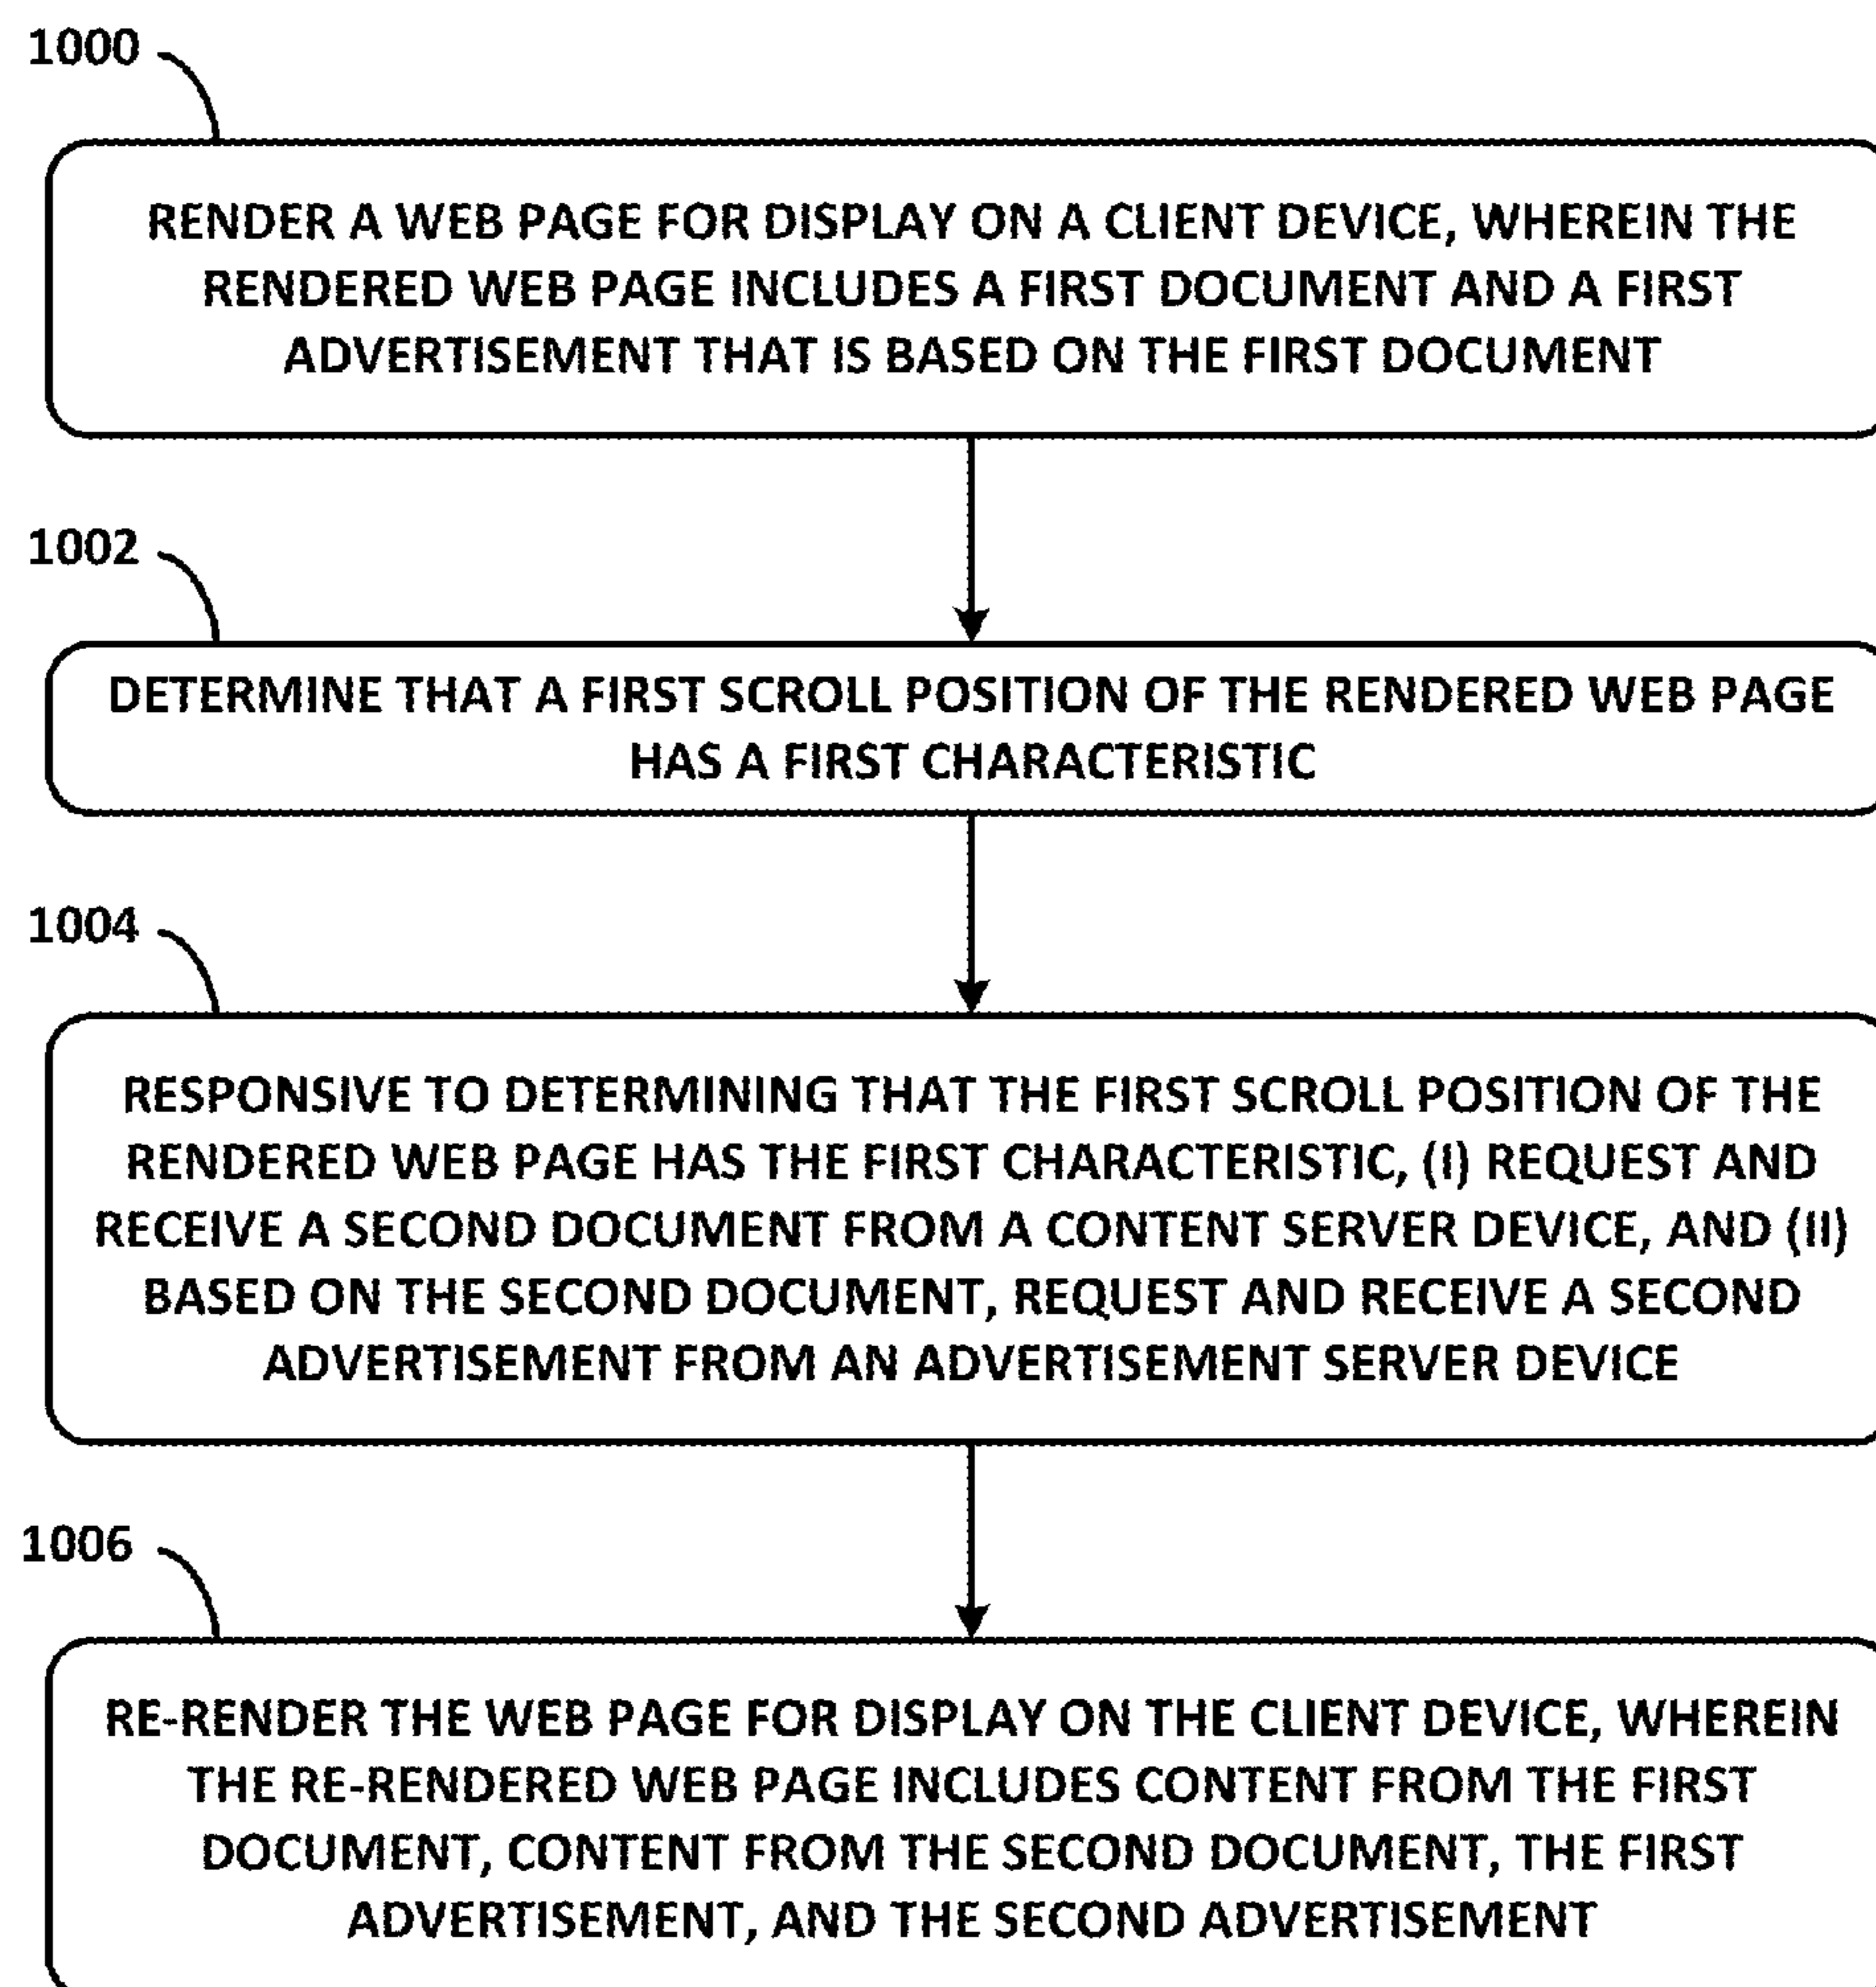 1000
RENDER A WEB PAGE FOR DISPLAY ON A CLIENT DEVICE, WHEREIN THE
RENDERED WEB PAGE INCLUDES A FIRST DOCUMENT AND A FIRST
ADVERTISEMENT THAT IS BASED ON THE FIRST DOCUMENT
1002
DETERMINE THAT A FIRST SCROLL POSITION OF THE RENDERED WEB PAGE
HAS A FIRST CHARACTERISTIC
1004
RESPONSIVE TO DETERMINING THAT THE FIRST SCROLL POSITION OF THE
RENDERED WEB PAGE HAS THE FIRST CHARACTERISTIC, (I) REQUEST AND
RECEIVE A SECOND DOCUMENT FROM A CONTENT SERVER DEVICE, AND (II)
BASED ON THE SECOND DOCUMENT, REQUEST AND RECEIVE A SECOND
ADVERTISEMENT FROM AN ADVERTISEMENT SERVER DEVICE
1006
RE-RENDER THE WEB PAGE FOR DISPLAY ON THE CLIENT DEVICE, WHEREIN
THE RE-RENDERED WEB PAGE INCLUDES CONTENT FROM THE FIRST
DOCUMENT, CONTENT FROM THE SECOND DOCUMENT, THE FIRST
ADVERTISEMENT, AND THE SECOND ADVERTISEMENT